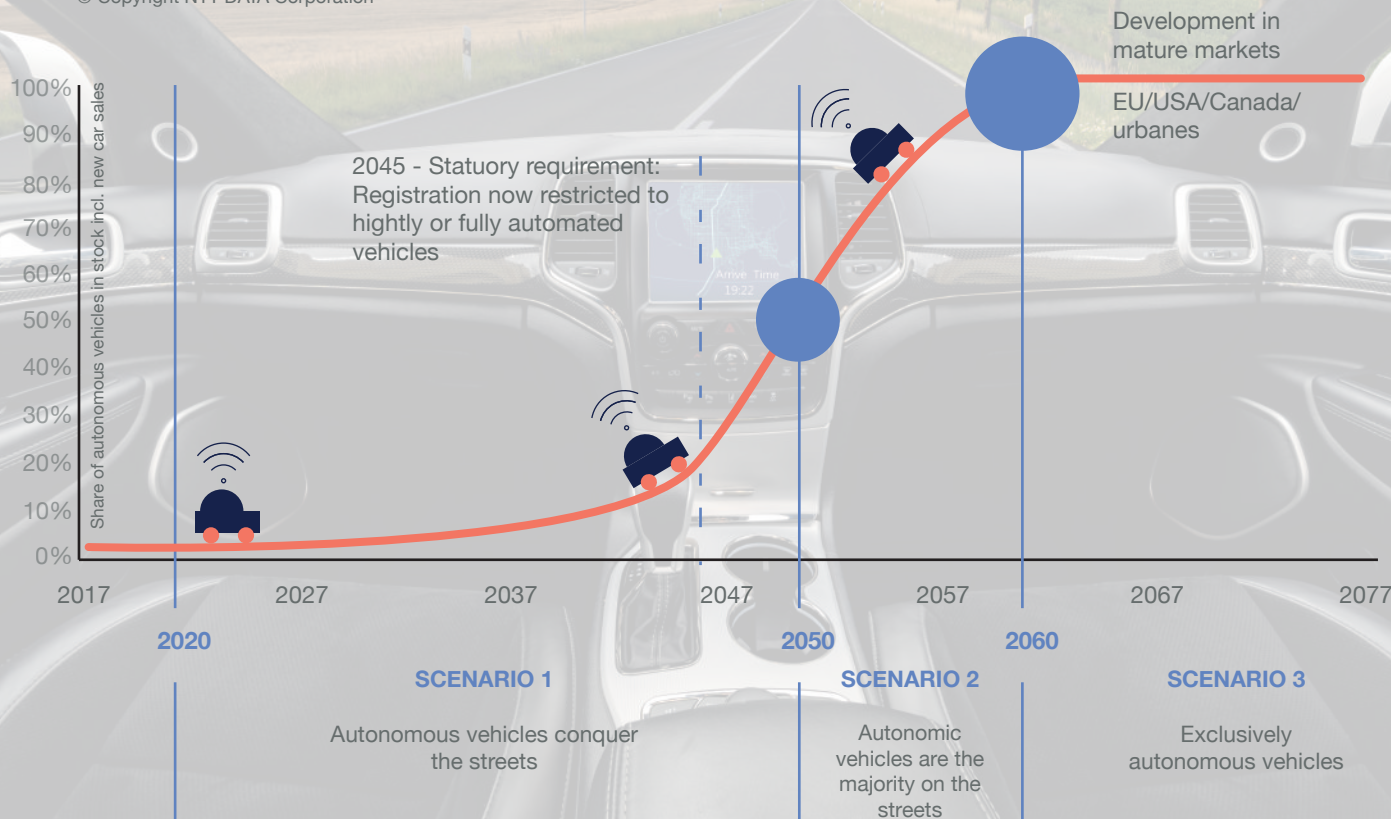 © Copyright NTT DATA Corporation
Development in
mature markets
EU/USA/Canada/
urbanes
100%
90%
80%
70%
60%
50%
40%
30%
20%
10%
0%
Share of autonomous vehicles in stock incl. new car sales
2045 - Statuory requirement:
Registration now restricted to
hightly or fully automated
vehicles
Arrive Time
19:22
2017
2027
2037
2047
2057
2067
2077
2020
2050
2060
SCENARIO 1
Autonomous vehicles conquer
the streets
SCENARIO 2
Autonomic
vehicles are the
majority on the
streets
SCENARIO 3
Exclusively
autonomous vehicles